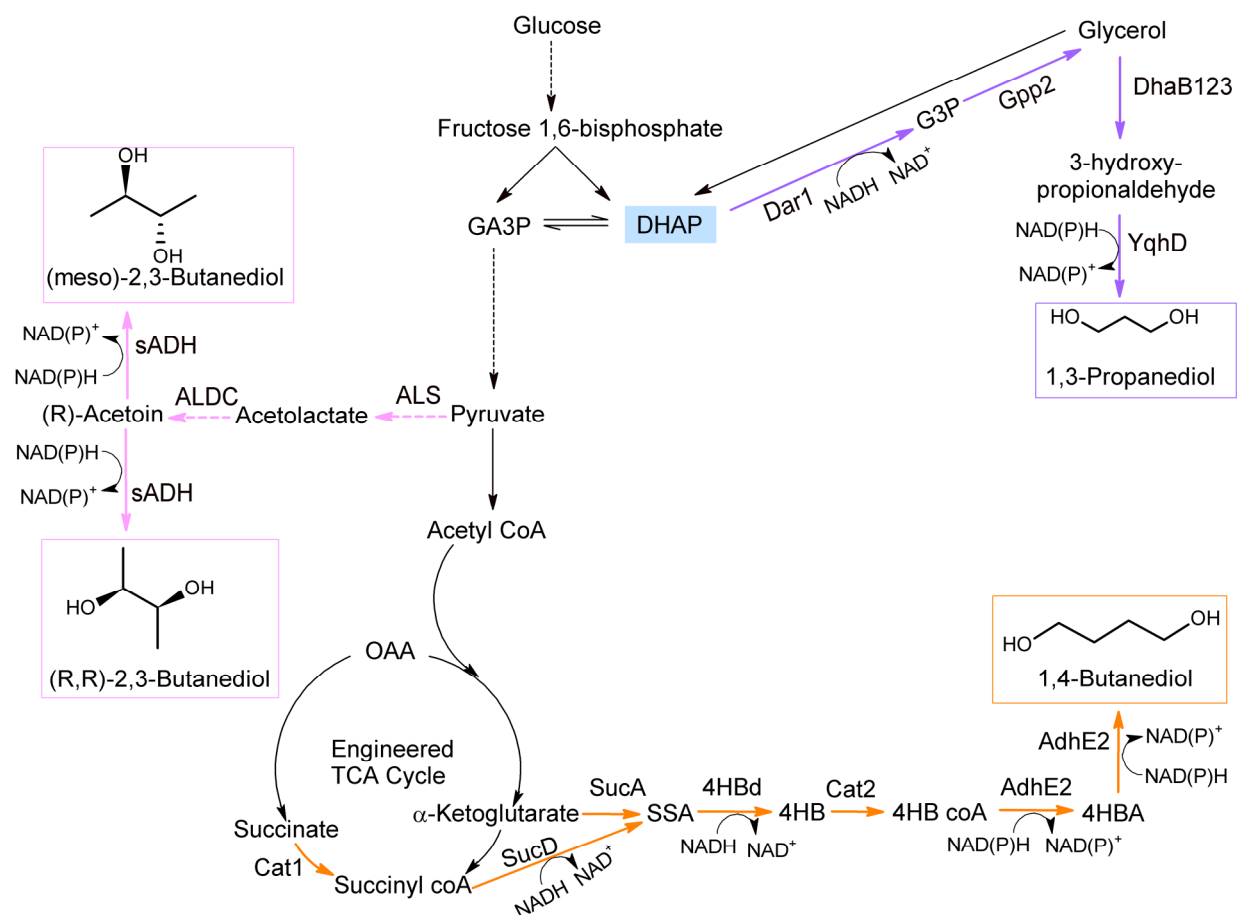 Glucose
Glycerol
DhaB123
Gpp2
G3P
Fructose 1,6-bisphosphate
NAD+
NADH
Dar1
3-hydroxy-
propionaldehyde
GA3P
DHAP
NAD(P)H
YqhD
NAD(P)+
HO
OH
1,3-Propanediol
OH
OH
(meso)-2,3-Butanediol
NAD(P)+
sADH
NAD(P)H
(R)-Acetoin
ALDC
Acetolactate
ALS
Pyruvate
NAD(P)H
NAD(P)+
sADH
Acetyl CoA
HO
OH
(R,R)-2,3-Butanediol
OAA
HO
OH
1,4-Butanediol
Engineered
TCA Cycle
AdhE2
NAD(P)+
NAD(P)H
α-Ketoglutarate
SucA
SSA
4HBd
NADH
NAD+
4HB
Cat2
4HB coA
AdhE2
NAD(P)H
NAD(P)+
4HBA
Succinate
Cat1
Succinyl coA
SucD
NADH
NAD+